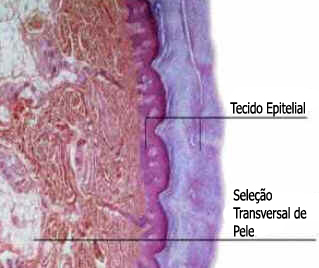 Tecido Epitelial
Seleção
Transversal de
Pele